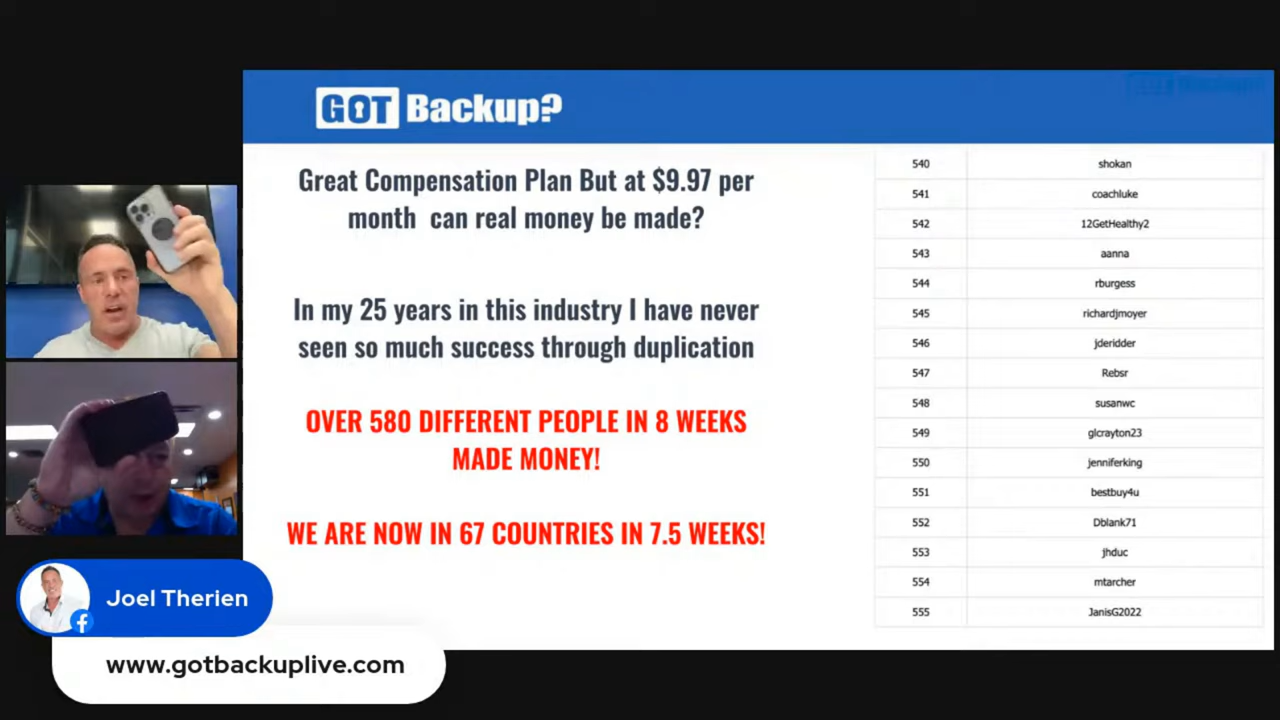 GOT Backup?
Great Compensation Plan But at $9.97 per
month can real money be made?
In my 25 years in this industry I have never
seen so much success through duplication
OVER 580 DIFFERENT PEOPLE IN 8 WEEKS
MADE MONEY!
WE ARE NOW IN 67 COUNTRIES IN 7.5 WEEKS!
GOT Backup?
540 shokan
541 coachluke
542 12GetHealthy2
543 aanna
544 rburgess
545 richardjmoyer
546 jderidder
547 Rebsr
548 susanwc
549 glcrayton23
550 jenniferking
551 bestbuy4u
552 Dblank71
553 jhduc
554 mtarcher
555 JanisG2022
Joel Therien
www.gotbackuplive.com